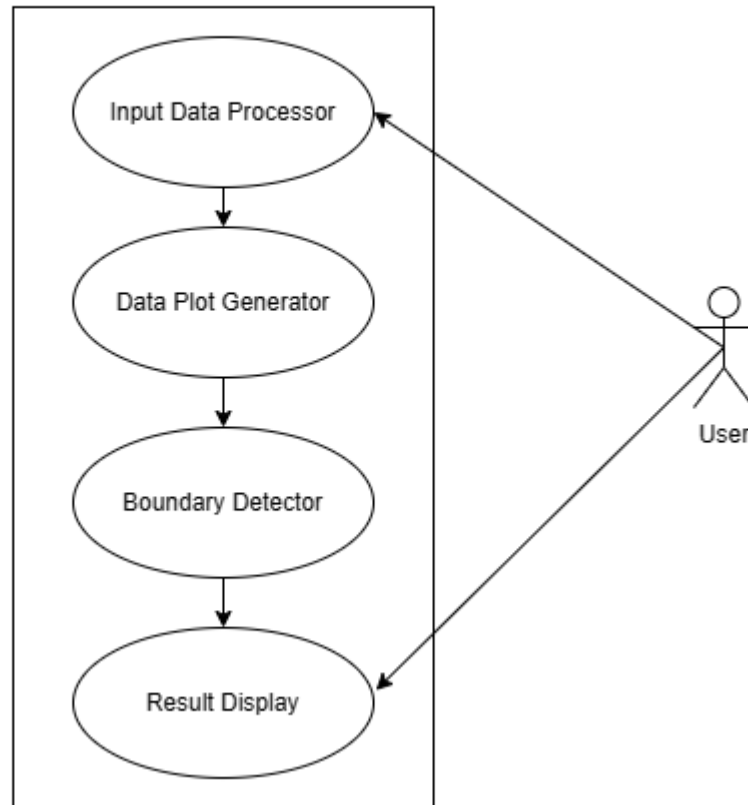 Input Data Processor
Data Plot Generator
User
Boundary Detector
Result Display